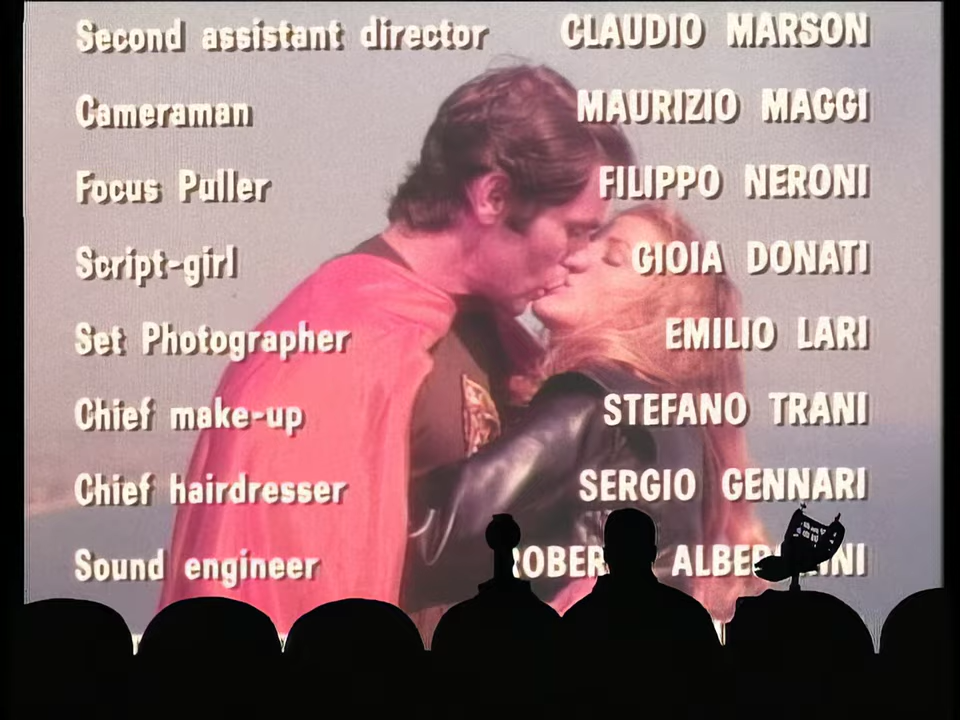 Second assistant director CLAUDIO MARSON
Cameraman MAURIZIO MAGGI
Focus Puller FILIPPO NERONI
Script-girl GIOIA DONATI
Set Photographer EMILIO LARI
Chief make-up STEFANO TRANI
Chief hairdresser SERGIO GENNARI
Sound engineer